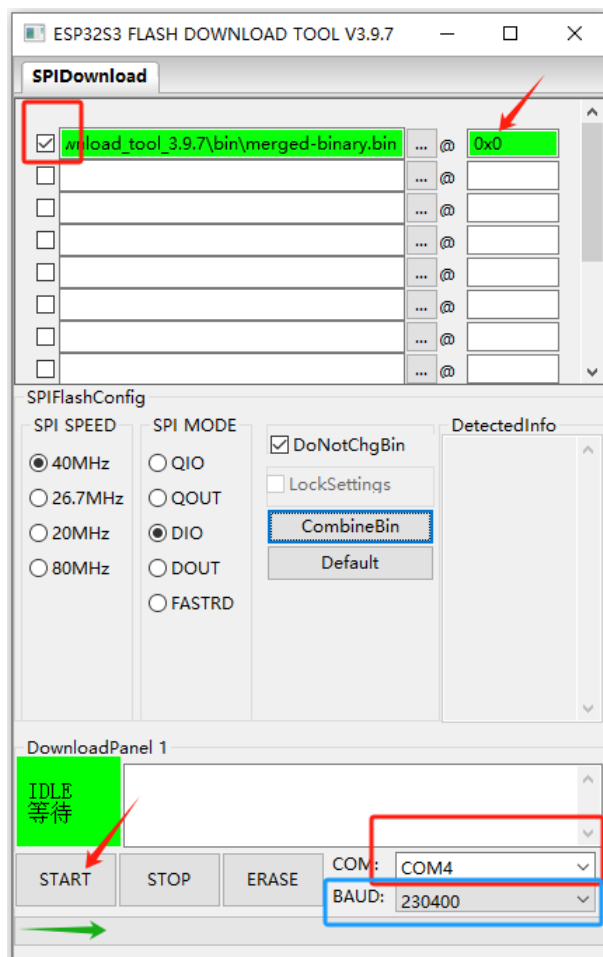 ESP32S3 FLASH DOWNLOAD TOOL V3.9.7
SPIDownload
wnload_tool_3.9.7\bin\merged-binary.bin ... @ 0x0
... @
... @
... @
... @
... @
... @
... @
SPIFlashConfig
SPI SPEED
40MHz
26.7MHz
20MHz
80MHz
SPI MODE
QIO
QOUT
DIO
DOUT
FASTRD
DoNotChgBin
LockSettings
CombineBin
Default
DetectedInfo
DownloadPanel 1
IDLE
等待
START STOP ERASE
COM: COM4
BAUD: 230400